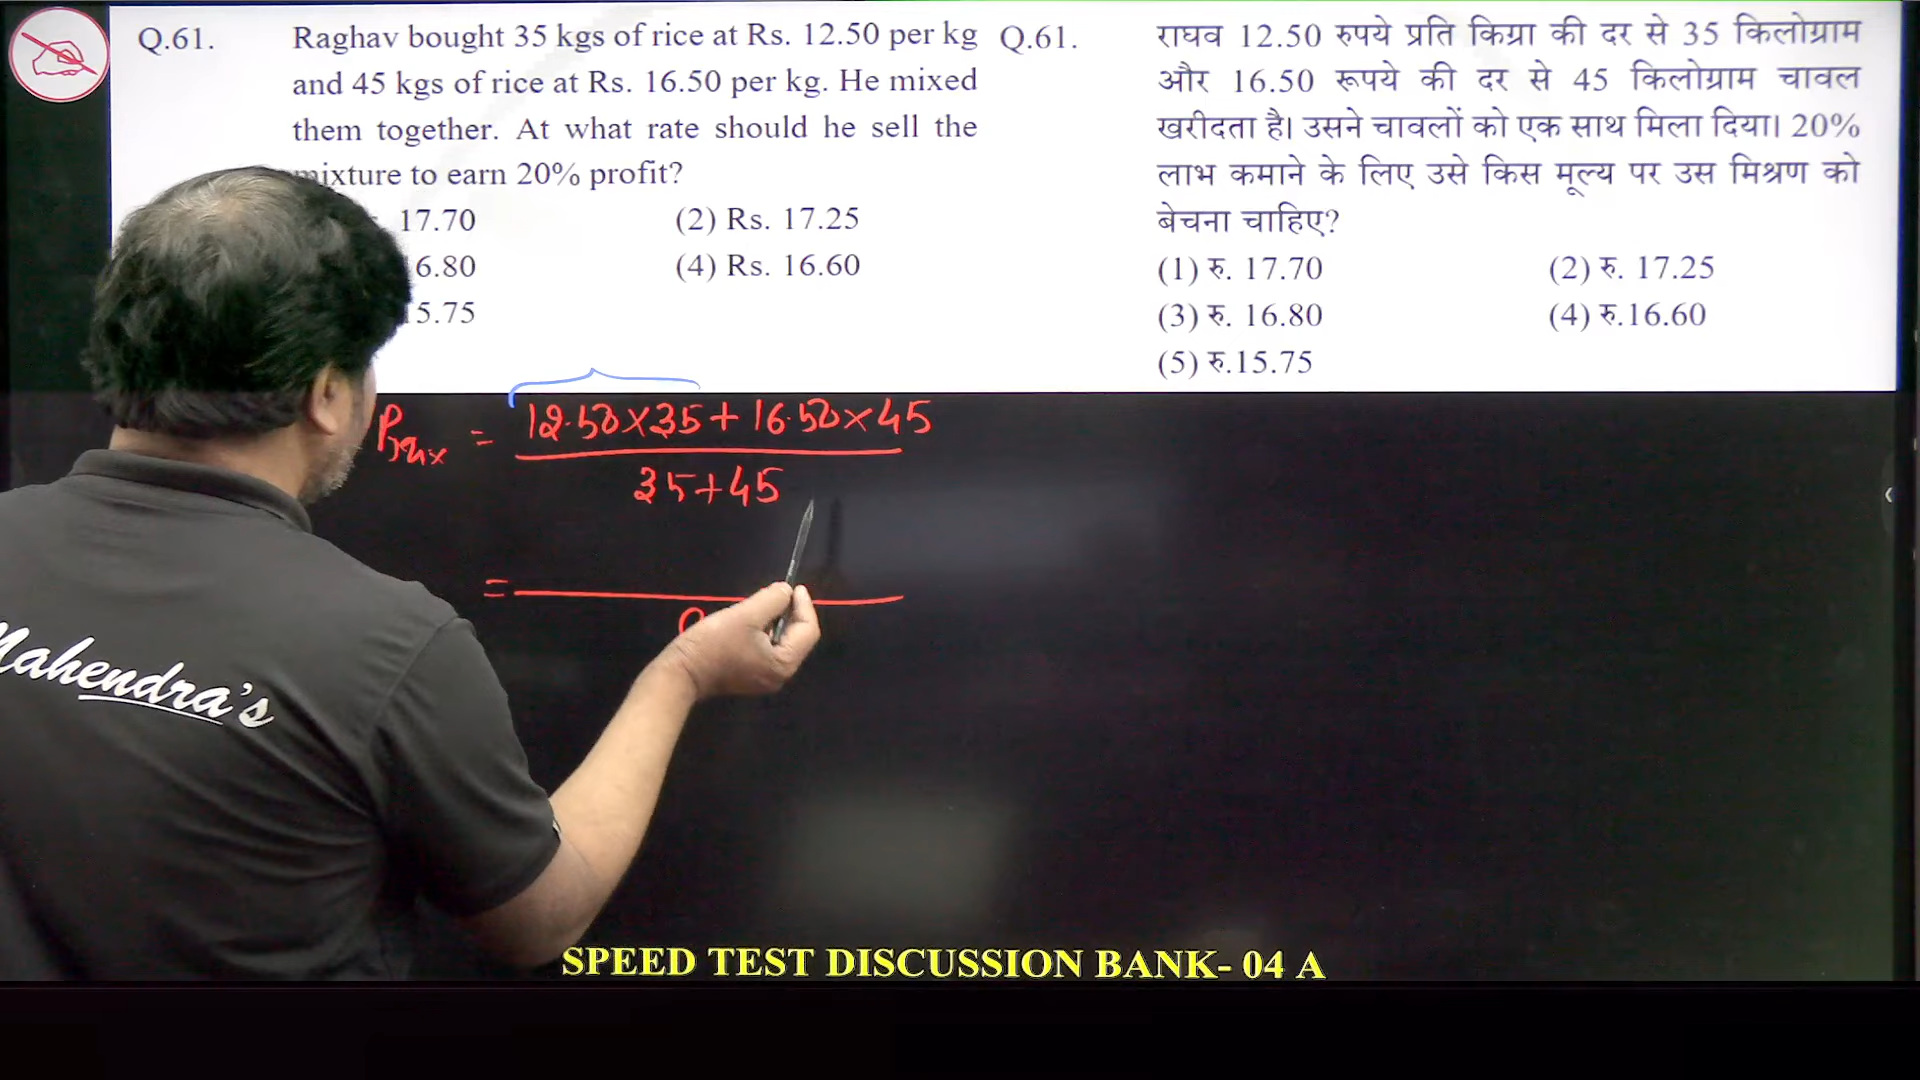 Q.61. Raghav bought 35 kgs of rice at Rs. 12.50 per kg
and 45 kgs of rice at Rs. 16.50 per kg. He mixed
them together. At what rate should he sell the
mixture to earn 20% profit?
17.70 (2) Rs. 17.25
16.80 (4) Rs. 16.60
15.75
Q.61. राघव 12.50 रुपये प्रति किग्रा की दर से 35 किलोग्राम
और 16.50 रूपये की दर से 45 किलोग्राम चावल
खरीदता है। उसने चावलों को एक साथ मिला दिया। 20%
लाभ कमाने के लिए उसे किस मूल्य पर उस मिश्रण को
बेचना चाहिए?
(1) रु. 17.70 (2) रु. 17.25
(3) रु. 16.80 (4) रु.16.60
(5) रु.15.75
= 12.50×35+16.50×45
35+45
=
Mahendra's
SPEED TEST DISCUSSION BANK- 04 A